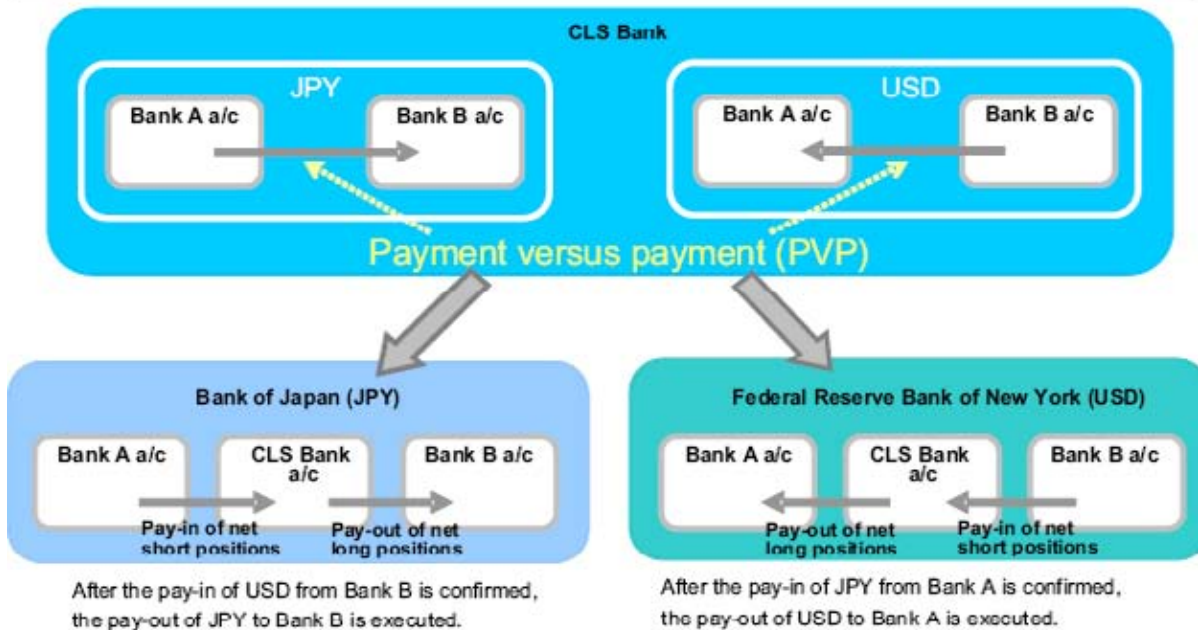 CLS Bank
JPY
Bank A a/c
Bank B a/c
USD
Bank A a/c
Bank B a/c
Payment versus payment (PVP)
Bank of Japan (JPY)
Bank A a/c
CLS Bank
a/c
Bank B a/c
Pay-in of net
short positions
Pay-out of net
long positions
After the pay-in of USD from Bank B is confirmed,
the pay-out of JPY to Bank B is executed.
Federal Reserve Bank of New York (USD)
Bank A a/c
CLS Bank
a/c
Bank B a/c
Pay-out of net
long positions
Pay-in of net
short positions
After the pay-in of JPY from Bank A is confirmed,
the pay-out of USD to Bank A is executed.